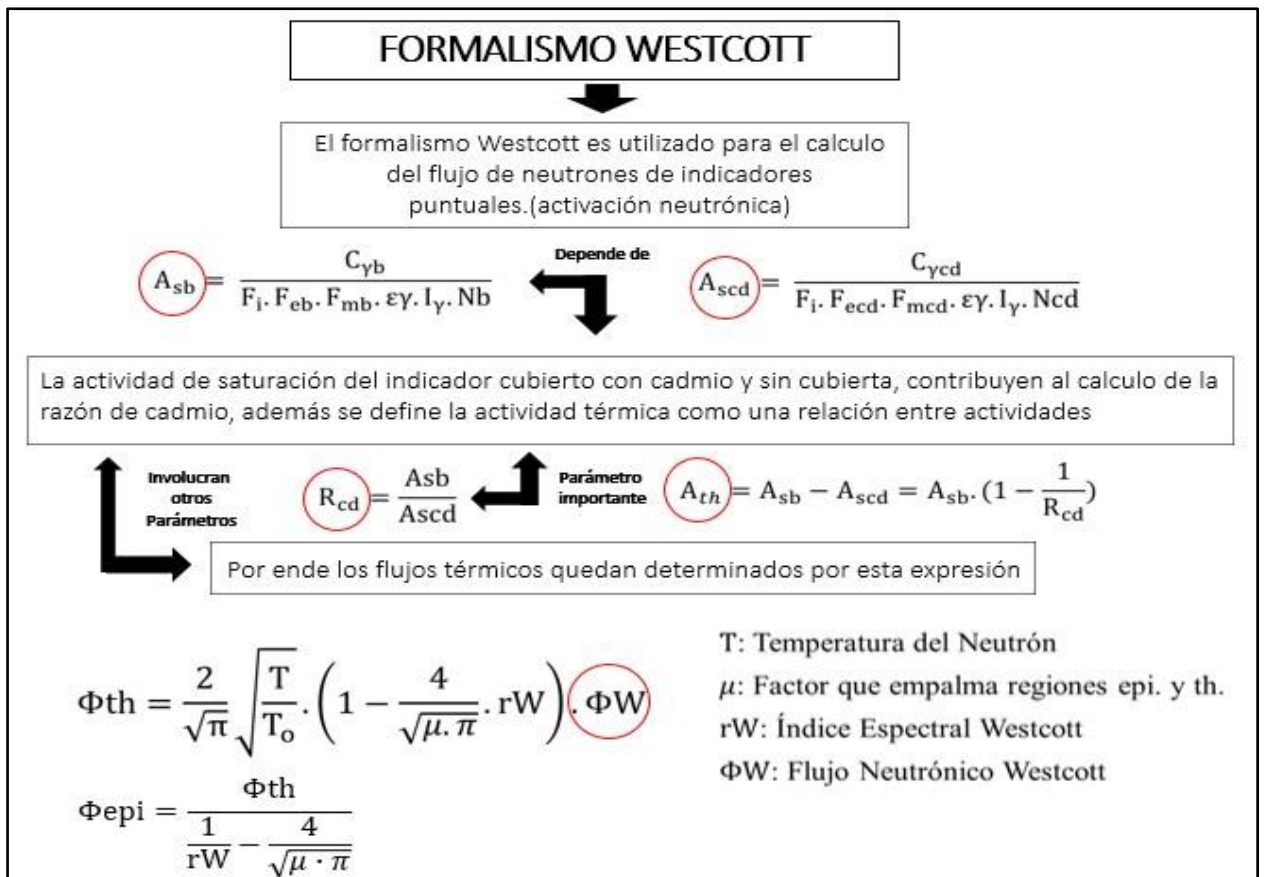 FORMALISMO WESTCOTT
El formalismo Westcott es utilizado para el calculo
del flujo de neutrones de indicadores
puntuales.(activación neutrónica)
A_sb = C_γb / (F_i. F_eb. F_mb. εγ. I_γ. Nb)
Depende de
A_scd = C_γcd / (F_i. F_ecd. F_mcd. εγ. I_γ. Ncd)
La actividad de saturación del indicador cubierto con cadmio y sin cubierta, contribuyen al calculo de la
razón de cadmio, además se define la actividad térmica como una relación entre actividades
Involucran
otros
Parámetros
R_cd = Asb / Ascd
Parámetro
importante
A_th = A_sb − A_scd = A_sb. (1 − 1/R_cd)
Por ende los flujos térmicos quedan determinados por esta expresión
Φth = 2/√π √(T/T_o). (1 − 4/√(μ. π). rW). ΦW
Φepi = Φth / (1/rW − 4/√(μ · π))
T: Temperatura del Neutrón
μ: Factor que empalma regiones epi. y th.
rW: Índice Espectral Westcott
ΦW: Flujo Neutrónico Westcott